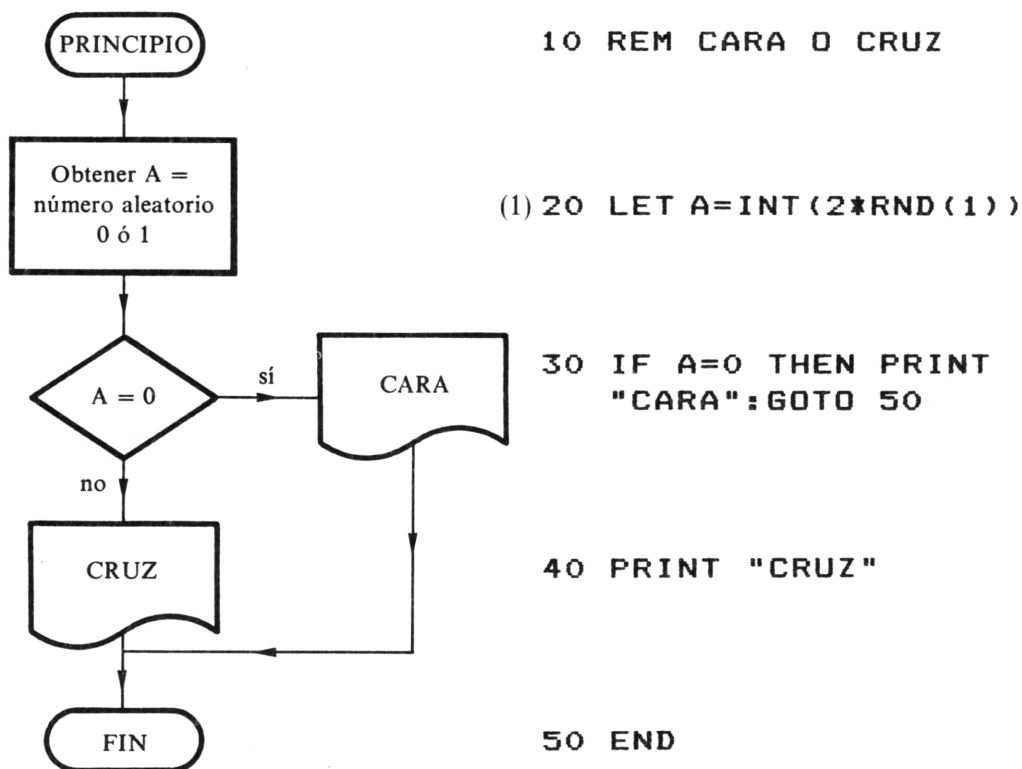 PRINCIPIO
10 REM CARA O CRUZ
Obtener A =
número aleatorio
0 ó 1
(1) 20 LET A=INT(2*RND(1))
A = 0
sí
no
CARA
30 IF A=0 THEN PRINT
"CARA":GOTO 50
CRUZ
40 PRINT "CRUZ"
FIN
50 END